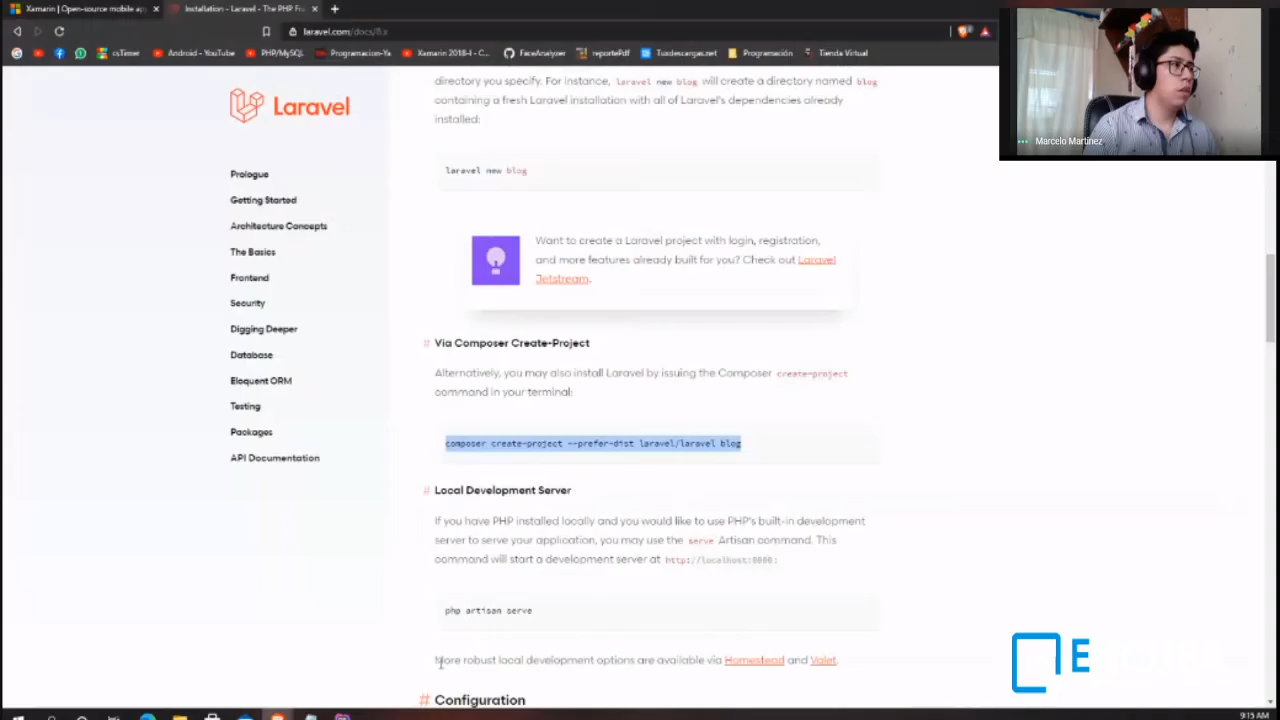 Xamarin | Open-source mobile ap
Installation - Laravel - The PHP Fra
laravel.com/docs/8.x
csTimer
Android - YouTube
PHP/MySQL
Programacion-Ya
Xamarin 2018-I - C...
FaceAnalyzer
reportePdf
Tusdescargas.net
Programación
Tienda Virtual
Marcelo Martinez
Laravel
Prologue
Getting Started
Architecture Concepts
The Basics
Frontend
Security
Digging Deeper
Database
Eloquent ORM
Testing
Packages
API Documentation
directory you specify. For instance, laravel new blog will create a directory named blog
containing a fresh Laravel installation with all of Laravel's dependencies already
installed:
laravel new blog
Want to create a Laravel project with login, registration,
and more features already built for you? Check out Laravel
Jetstream.
# Via Composer Create-Project
Alternatively, you may also install Laravel by issuing the Composer create-project
command in your terminal:
composer create-project --prefer-dist laravel/laravel blog
# Local Development Server
If you have PHP installed locally and you would like to use PHP's built-in development
server to serve your application, you may use the serve Artisan command. This
command will start a development server at http://localhost:8000:
php artisan serve
More robust local development options are available via Homestead and Valet.
# Configuration
9:15 AM